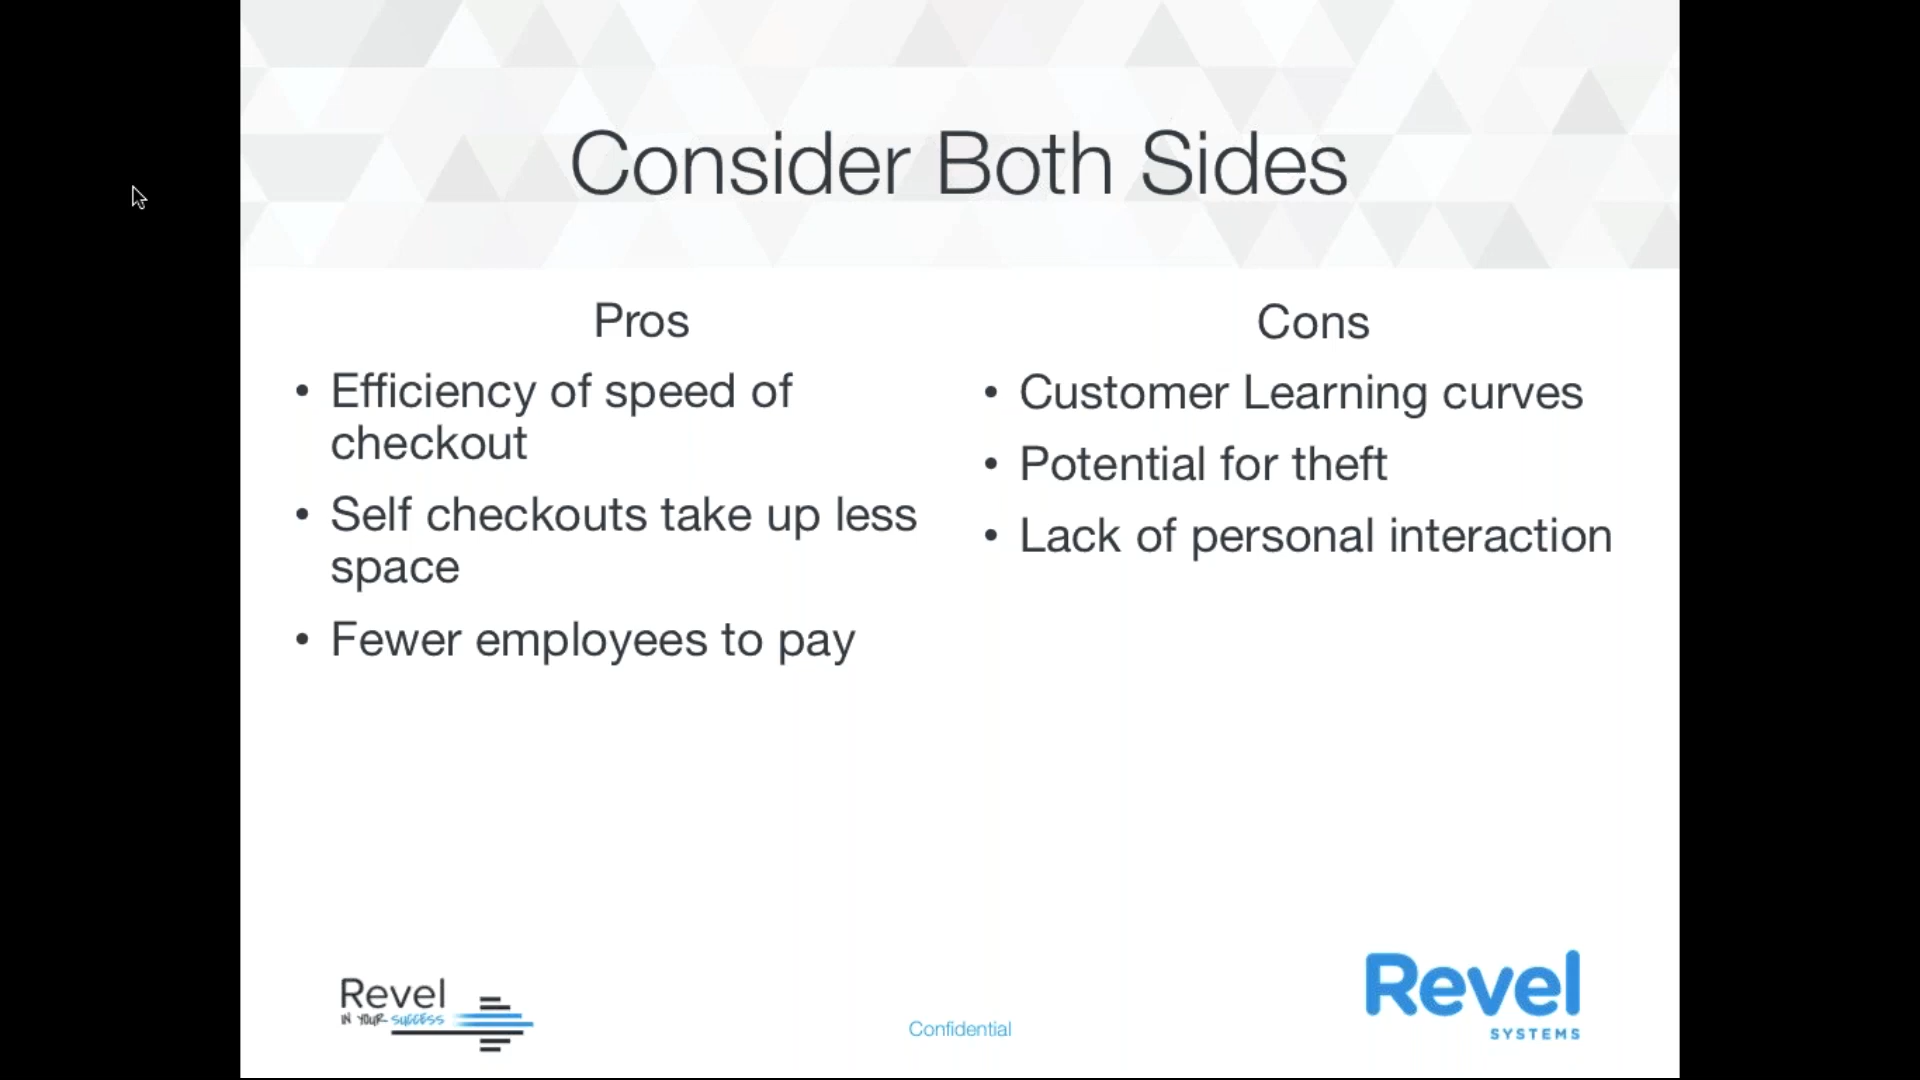 Consider Both Sides
Pros
• Efficiency of speed of
checkout
• Self checkouts take up less
space
• Fewer employees to pay
Cons
• Customer Learning curves
• Potential for theft
• Lack of personal interaction
Revel
IN YOUR SUCCESS
Confidential
Revel
SYSTEMS